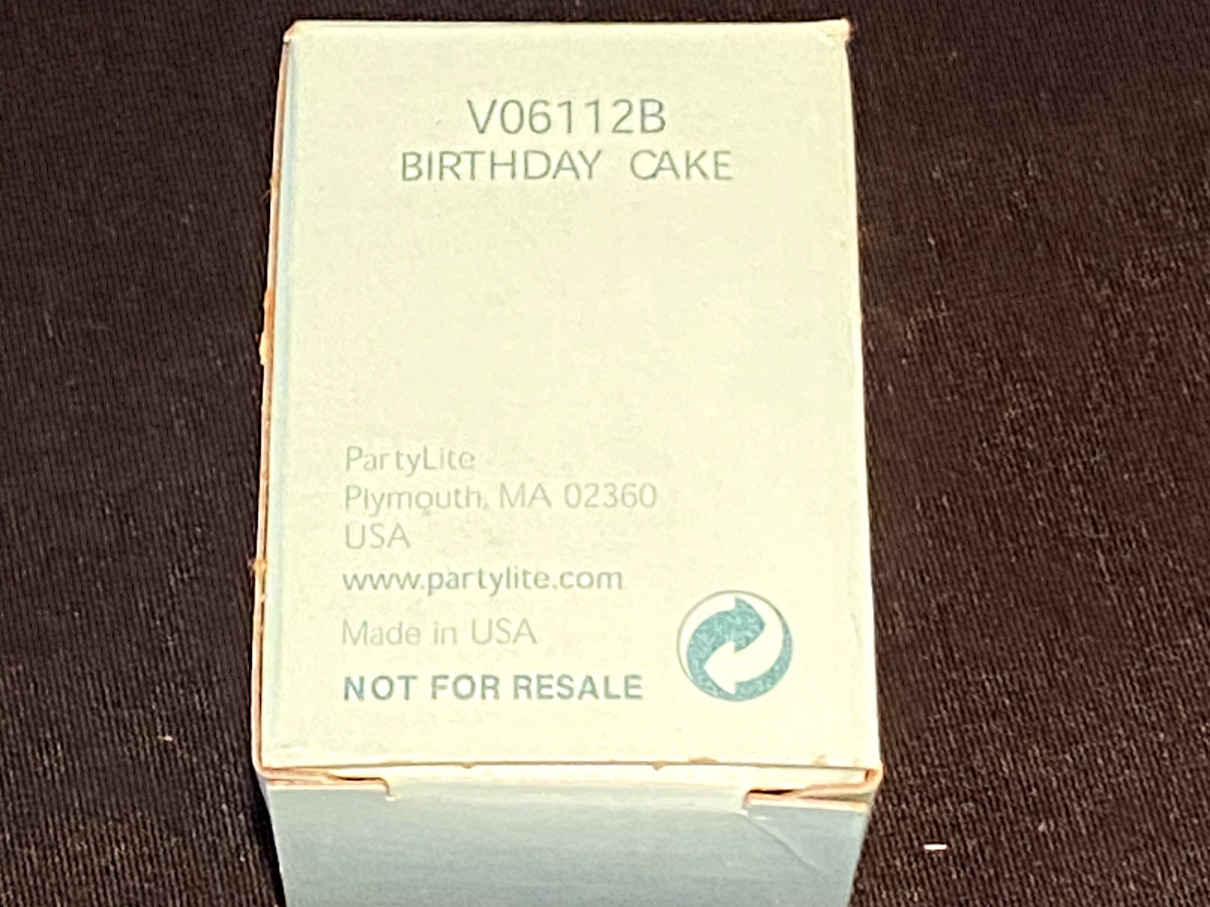 V06112B
BIRTHDAY CAKE
PartyLite
Plymouth, MA 02360
USA
www.partylite.com
Made in USA
NOT FOR RESALE